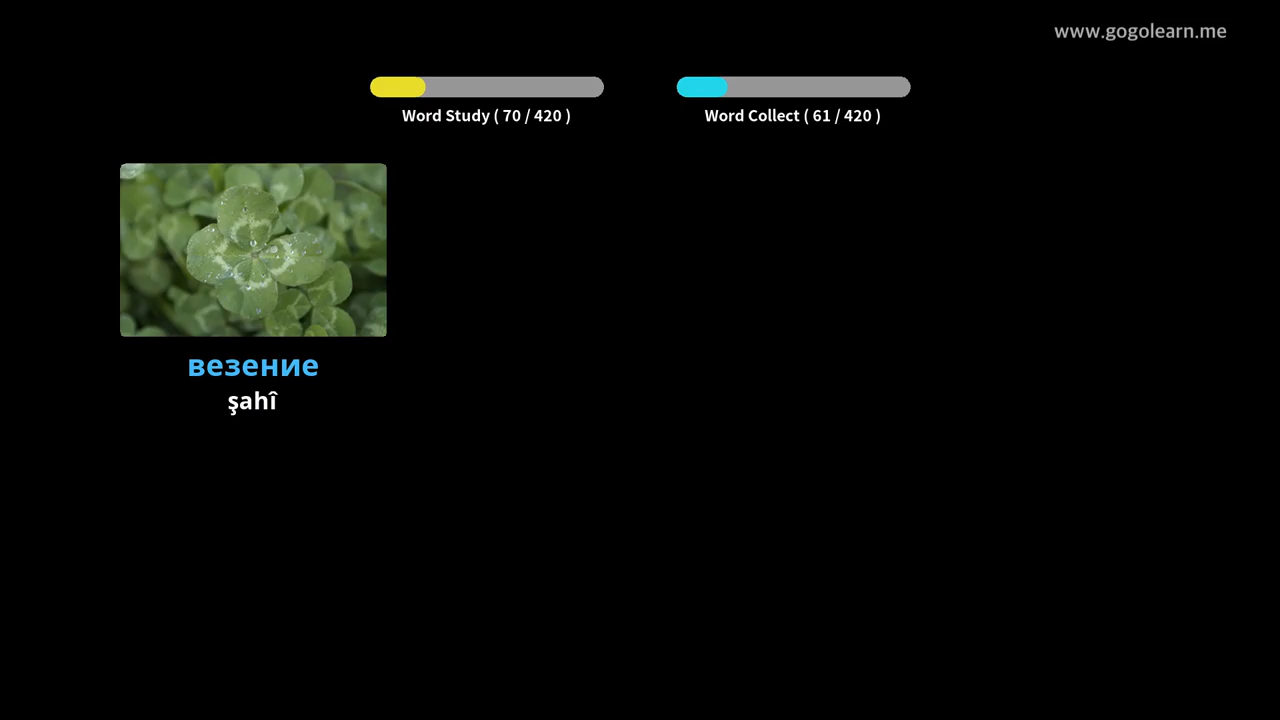 www.gogolearn.me
Word Study ( 70 / 420 )
Word Collect ( 61 / 420 )
везение
şahî